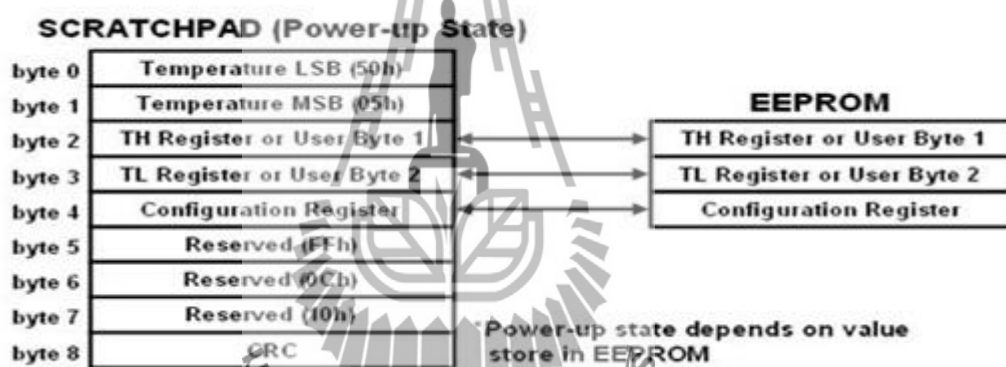 SCRATCHPAD (Power-up State)
byte 0 Temperature LSB (50h)
byte 1 Temperature MSB (05h)
byte 2 TH Register or User Byte 1
byte 3 TL Register or User Byte 2
byte 4 Configuration Register
byte 5 Reserved (FFh)
byte 6 Reserved (0Ch)
byte 7 Reserved (10h)
byte 8 CRC
EEPROM
TH Register or User Byte 1
TL Register or User Byte 2
Configuration Register
*Power-up state depends on value
store in EEPROM